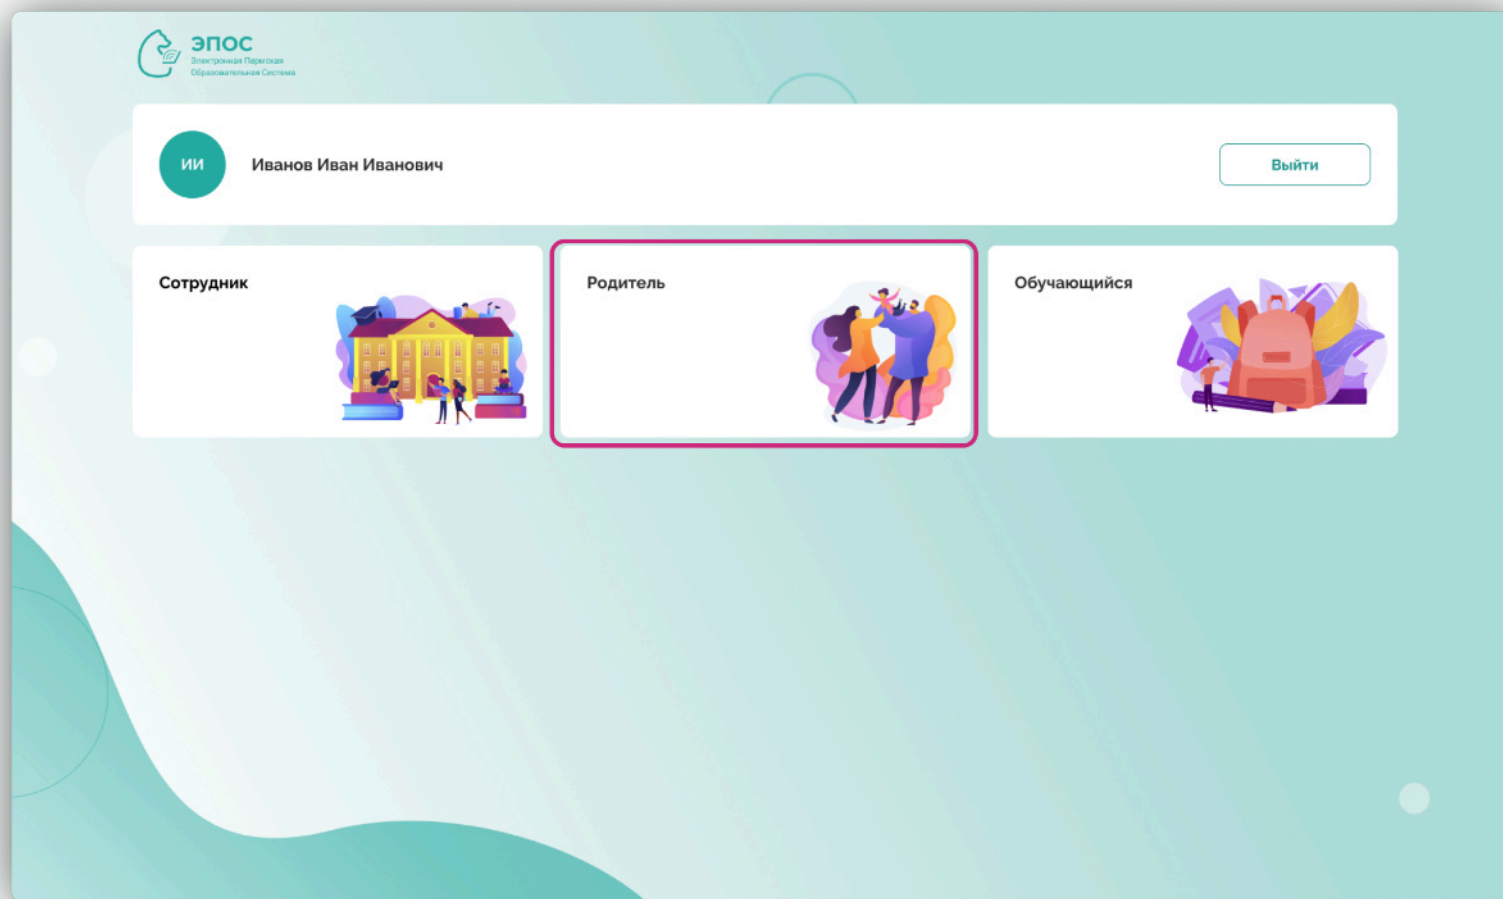 ЭПОС
Электронная Пермская
Образовательная Система
ИИ
Иванов Иван Иванович
Выйти
Сотрудник
Родитель
Обучающийся